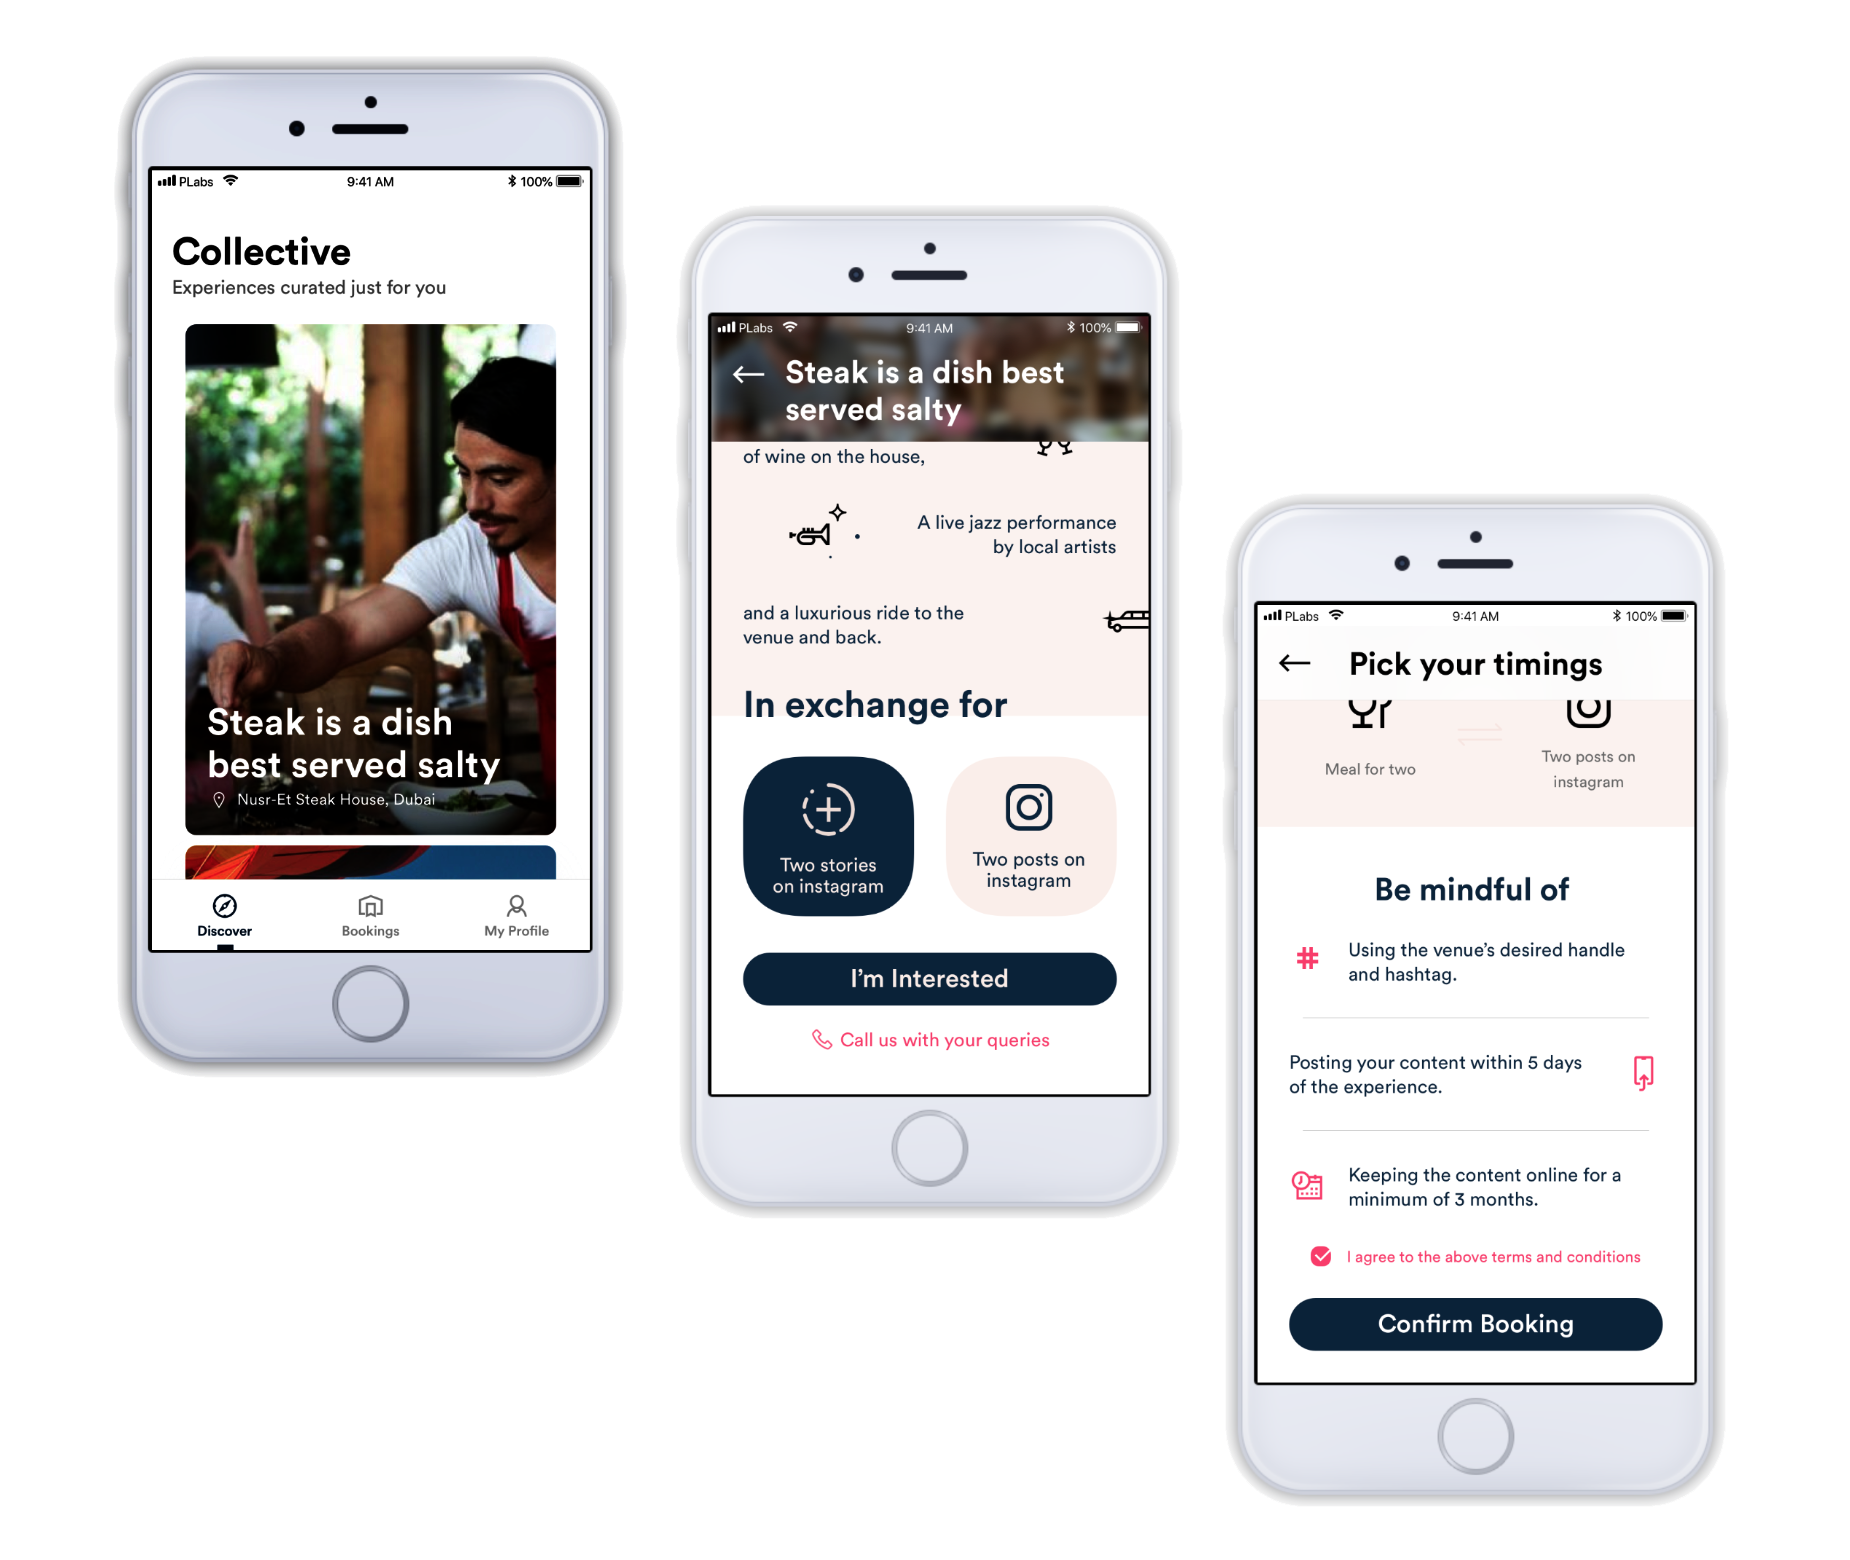 PLabs 9:41 AM 100%
Collective
Experiences curated just for you
Steak is a dish
best served salty
Nusr-Et Steak House, Dubai
Discover Bookings My Profile
PLabs 9:41 AM 100%
Steak is a dish best
served salty
of wine on the house,
A live jazz performance
by local artists
and a luxurious ride to the
venue and back.
In exchange for
Two stories
on instagram
Two posts on
instagram
I'm Interested
Call us with your queries
PLabs 9:41 AM 100%
Pick your timings
Meal for two
Two posts on
instagram
Be mindful of
Using the venue's desired handle
and hashtag.
Posting your content within 5 days
of the experience.
Keeping the content online for a
minimum of 3 months.
I agree to the above terms and conditions
Confirm Booking